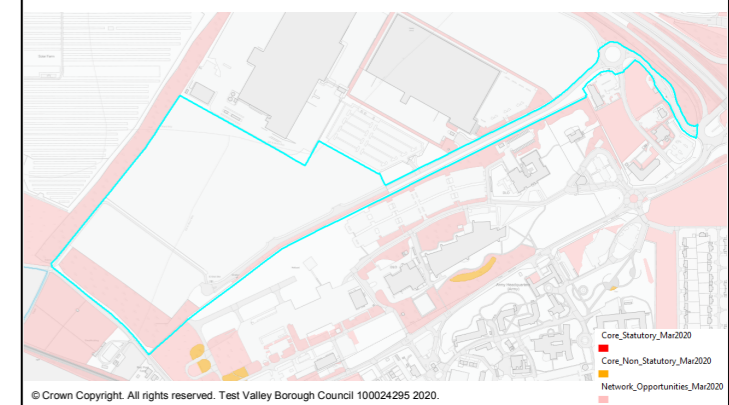 Core_Statutory_Mar2020
Core_Non_Statutory_Mar2020
Network_Opportunities_Mar2020
© Crown Copyright. All rights reserved. Test Valley Borough Council 100024295 2020.